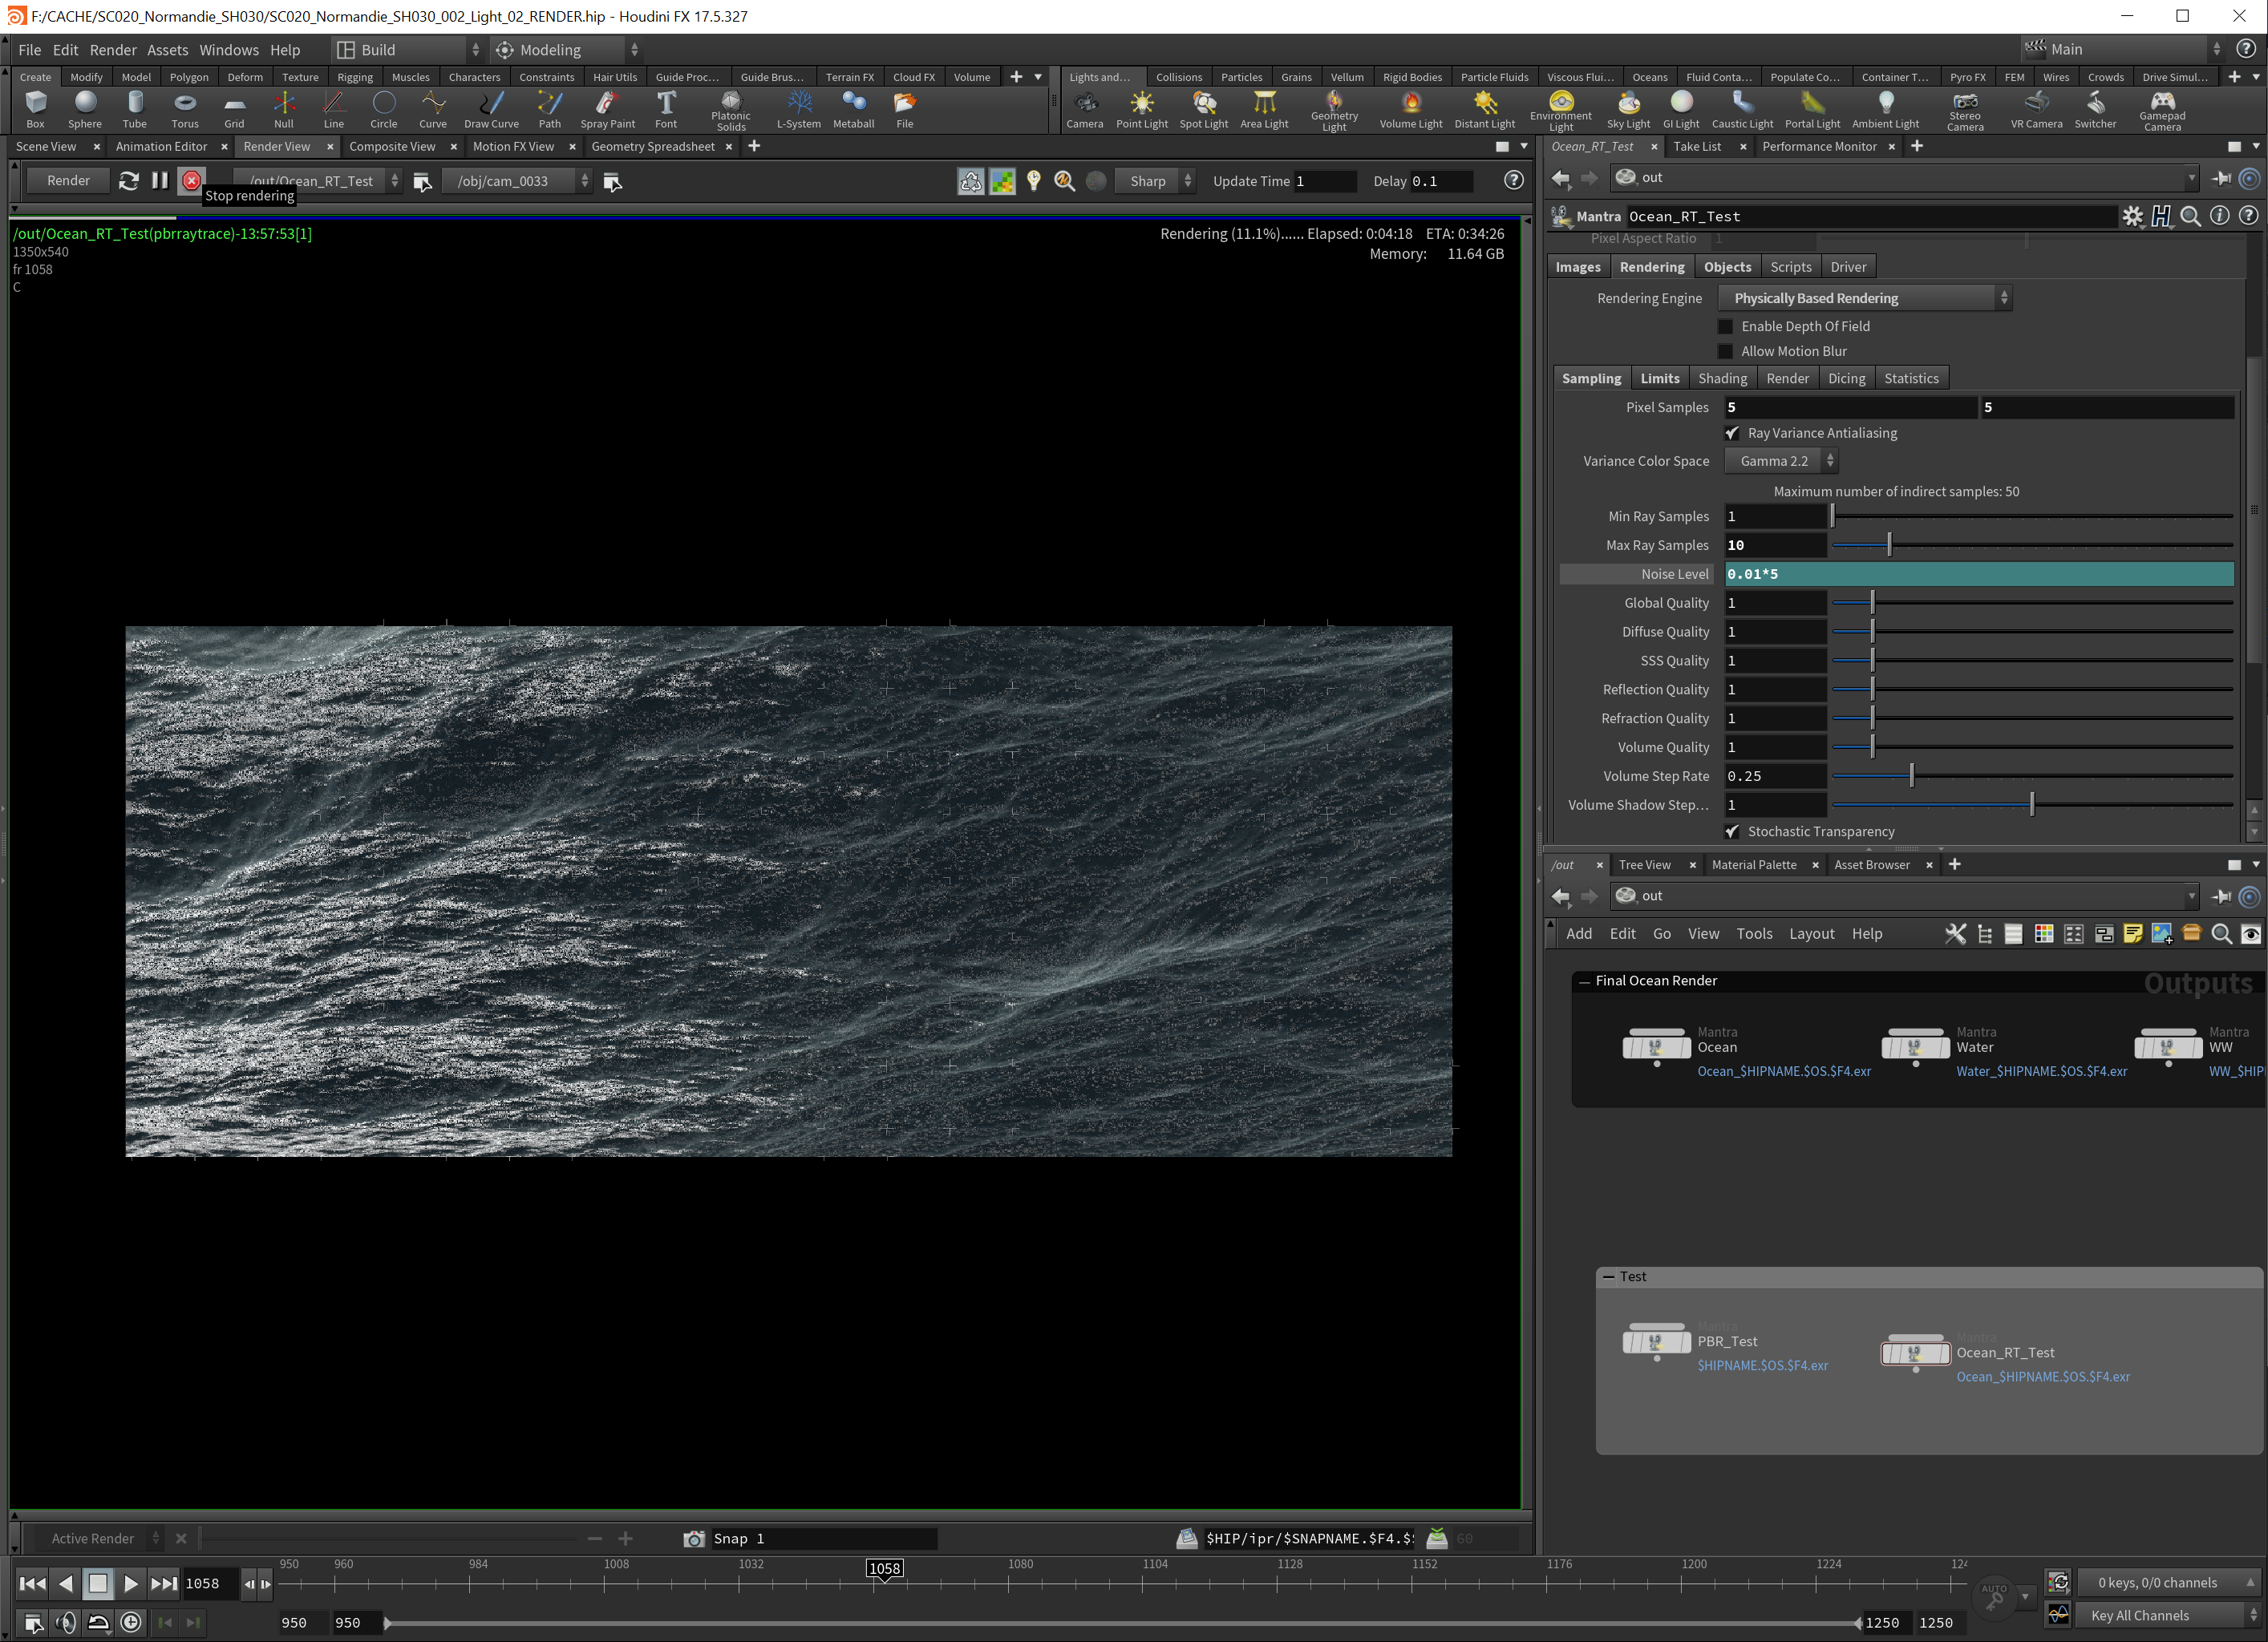 F:/CACHE/SC020_Normandie_SH030/SC020_Normandie_SH030_002_Light_02_RENDER.hip - Houdini FX 17.5.327
File Edit Render Assets Windows Help Build Modeling Main
Create Modify Model Polygon Deform Texture Rigging Muscles Characters Constraints Hair Utils Guide Proc... Guide Brus... Terrain FX Cloud FX Volume
Lights and... Collisions Particles Grains Vellum Rigid Bodies Particle Fluids Viscous Flui... Oceans Fluid Conta... Populate Co... Container T... Pyro FX FEM Wires Crowds Drive Simul...
Box Sphere Tube Torus Grid Null Line Circle Curve Draw Curve Path Spray Paint Font Platonic Solids L-System Metaball File
Camera Point Light Spot Light Area Light Geometry Light Volume Light Distant Light Environment Light Sky Light GI Light Caustic Light Portal Light Ambient Light Stereo Camera VR Camera Switcher Gamepad Camera
Scene View Animation Editor Render View Composite View Motion FX View Geometry Spreadsheet
Render /out/Ocean_RT_Test /obj/cam_0033 Sharp Update Time 1 Delay 0.1
Stop rendering
/out/Ocean_RT_Test(pbrraytrace)-13:57:53[1]
1350x540
fr 1058
C
Rendering (11.1%)...... Elapsed: 0:04:18 ETA: 0:34:26
Memory: 11.64 GB
Ocean_RT_Test Take List Performance Monitor
out
Mantra Ocean_RT_Test
Pixel Aspect Ratio 1
Images Rendering Objects Scripts Driver
Rendering Engine Physically Based Rendering
Enable Depth Of Field
Allow Motion Blur
Sampling Limits Shading Render Dicing Statistics
Pixel Samples 5 5
Ray Variance Antialiasing
Variance Color Space Gamma 2.2
Maximum number of indirect samples: 50
Min Ray Samples 1
Max Ray Samples 10
Noise Level 0.01*5
Global Quality 1
Diffuse Quality 1
SSS Quality 1
Reflection Quality 1
Refraction Quality 1
Volume Quality 1
Volume Step Rate 0.25
Volume Shadow Step... 1
Stochastic Transparency
/out Tree View Material Palette Asset Browser
out
Add Edit Go View Tools Layout Help
Final Ocean Render
Outputs
Mantra
Ocean
Ocean_$HIPNAME.$OS.$F4.exr
Mantra
Water
Water_$HIPNAME.$OS.$F4.exr
Mantra
WW
WW_$HIP
Test
Mantra
PBR_Test
$HIPNAME.$OS.$F4.exr
Mantra
Ocean_RT_Test
Ocean_$HIPNAME.$OS.$F4.exr
Active Render Snap 1 $HIP/ipr/$SNAPNAME.$F4.$ 60
1058 950 960 984 1008 1032 1058 1080 1104 1128 1152 1176 1200 1224 124
AUTO
0 keys, 0/0 channels
950 950 1250 1250
Key All Channels